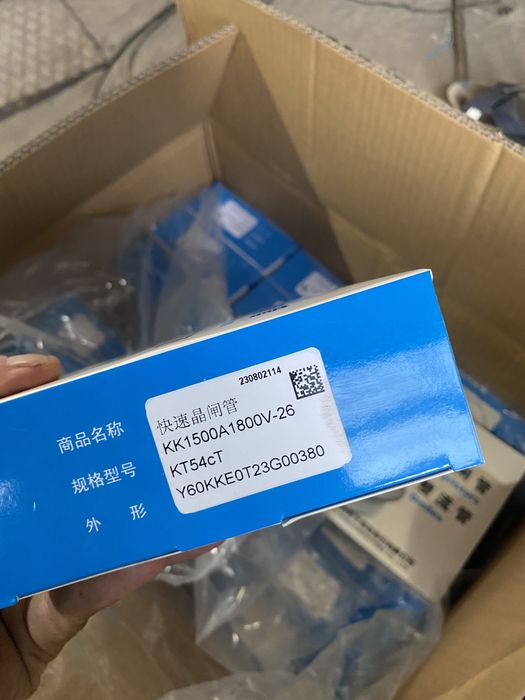 230802114
商品名称
快速晶闸管
规格型号
KK1500A1800V-26
KT54cT
外 形
Y60KKE0T23G00380